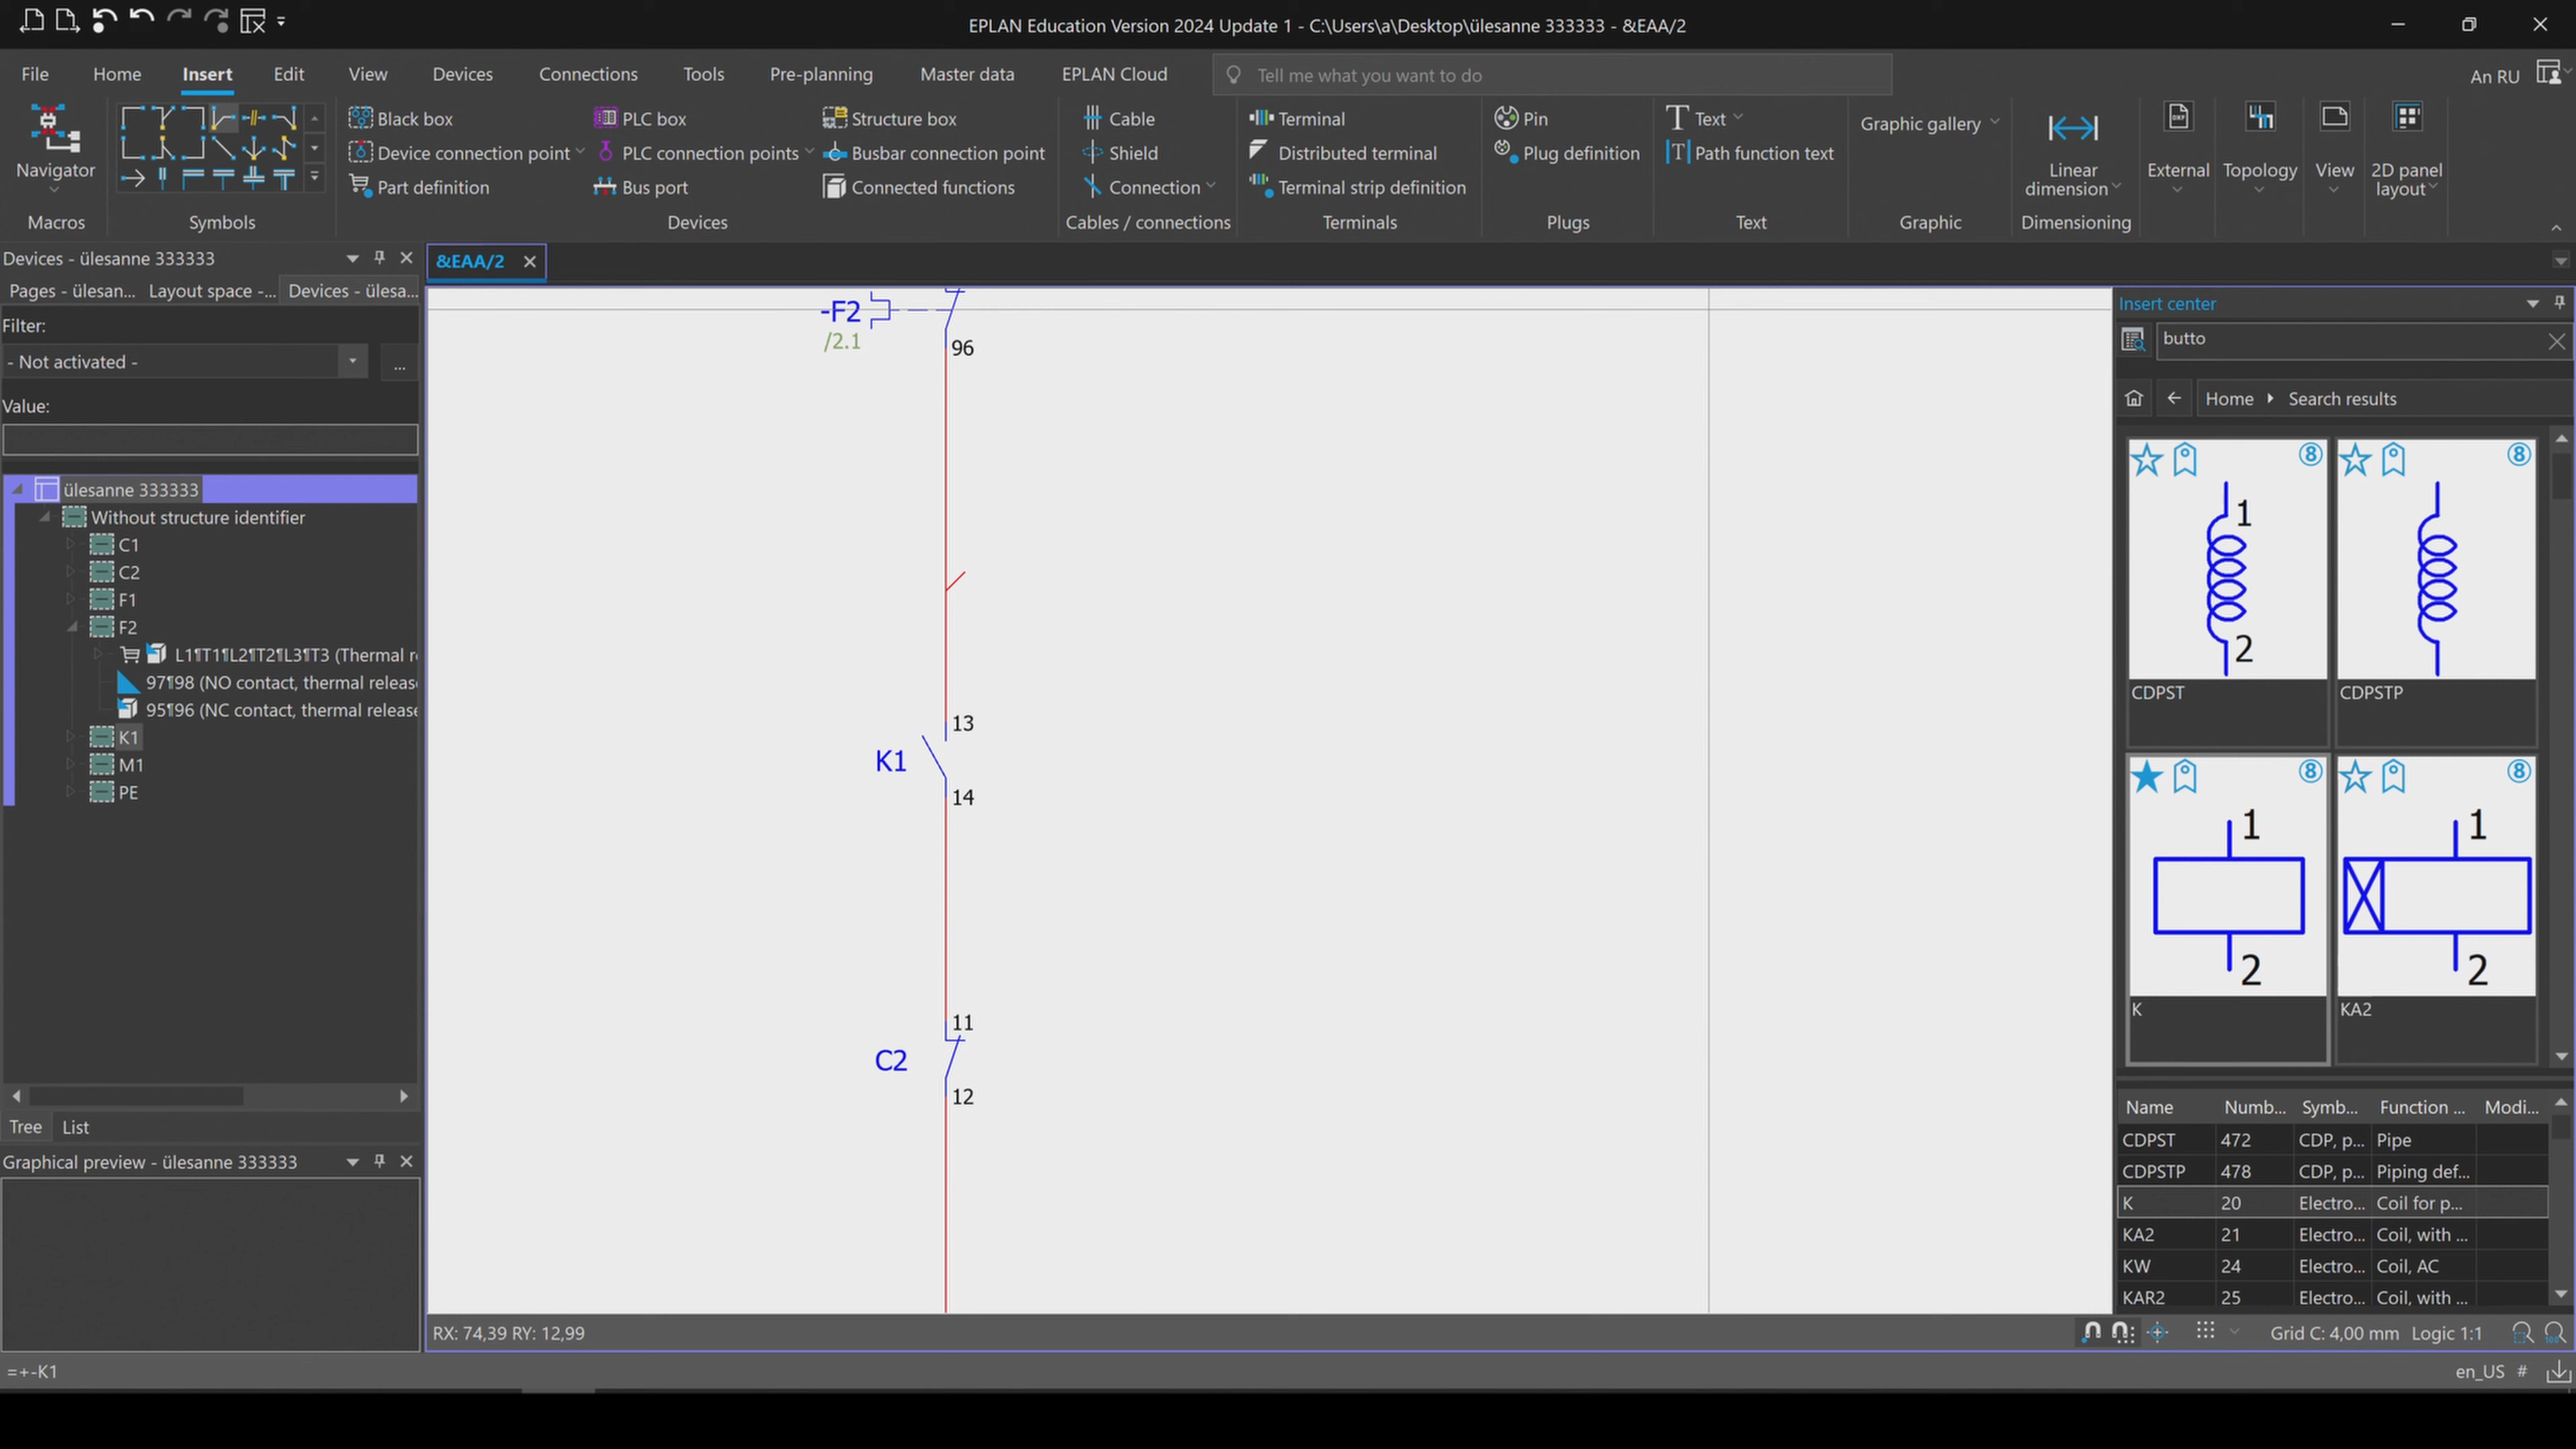 EPLAN Education Version 2024 Update 1 - C:\Users\a\Desktop\ülesanne 333333 - &EAA/2
File Home Insert Edit View Devices Connections Tools Pre-planning Master data EPLAN Cloud Tell me what you want to do An RU
Navigator
Macros
Symbols
Black box PLC box Structure box
Device connection point PLC connection points Busbar connection point
Part definition Bus port Connected functions
Devices
Cable
Shield
Connection
Cables / connections
Terminal
Distributed terminal
Terminal strip definition
Terminals
Pin
Plug definition
Plugs
Text
Path function text
Text
Graphic gallery
Graphic
Linear
dimension
Dimensioning
External
Topology
View
2D panel
layout
Devices - ülesanne 333333
Pages - ülesan... Layout space -... Devices - ülesa...
Filter:
- Not activated -
...
Value:
ülesanne 333333
Without structure identifier
C1
C2
F1
F2
L1¶T1¶L2¶T2¶L3¶T3 (Thermal r
97¶98 (NO contact, thermal release
95¶96 (NC contact, thermal release
K1
M1
PE
Tree List
Graphical preview - ülesanne 333333
=+-K1
&EAA/2
-F2
/2.1
96
13
K1
14
11
C2
12
RX: 74,39 RY: 12,99
Insert center
butto
Home Search results
1
2
CDPST
CDPSTP
1
2
K
1
2
KA2
8
8
8
8
Name Numb... Symb... Function ... Modi...
CDPST 472 CDP, p... Pipe
CDPSTP 478 CDP, p... Piping def...
K 20 Electro... Coil for p...
KA2 21 Electro... Coil, with ...
KW 24 Electro... Coil, AC
KAR2 25 Electro... Coil, with ...
Grid C: 4,00 mm Logic 1:1
en_US #